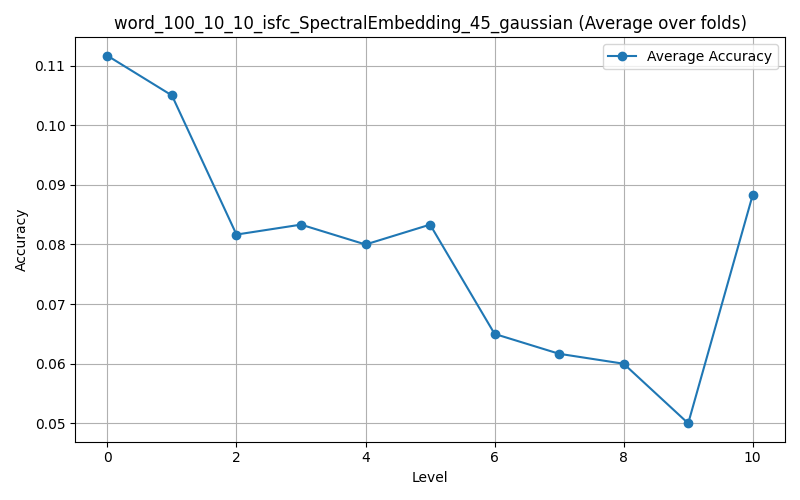 word_100_10_10_isfc_SpectralEmbedding_45_gaussian (Average over folds)
Average Accuracy
0.11
0.10
0.09
0.08
0.07
0.06
0.05
Accuracy
0 2 4 6 8 10
Level